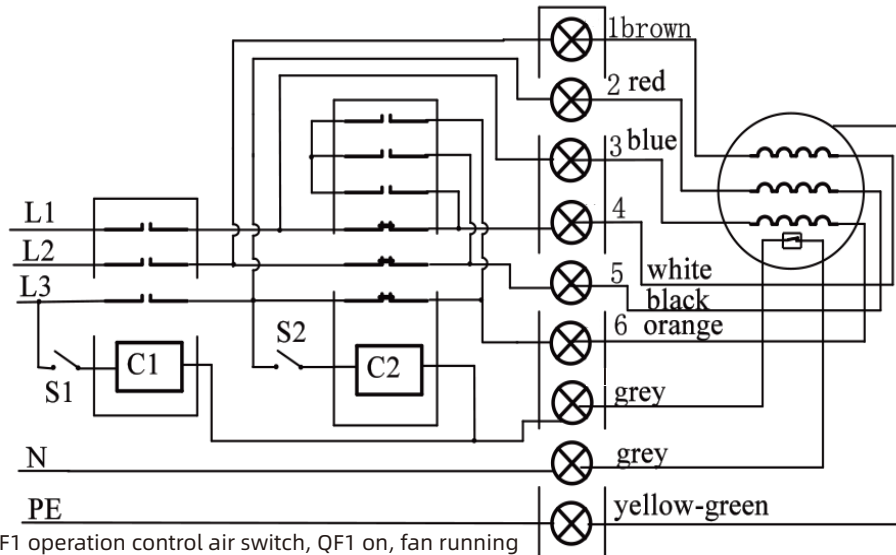 1brown
2 red
3 blue
4
L1
L2
5 white
L3
black
6 orange
S2
C1
C2
S1
grey
N
grey
PE
yellow-green
F1 operation control air switch, QF1 on, fan running